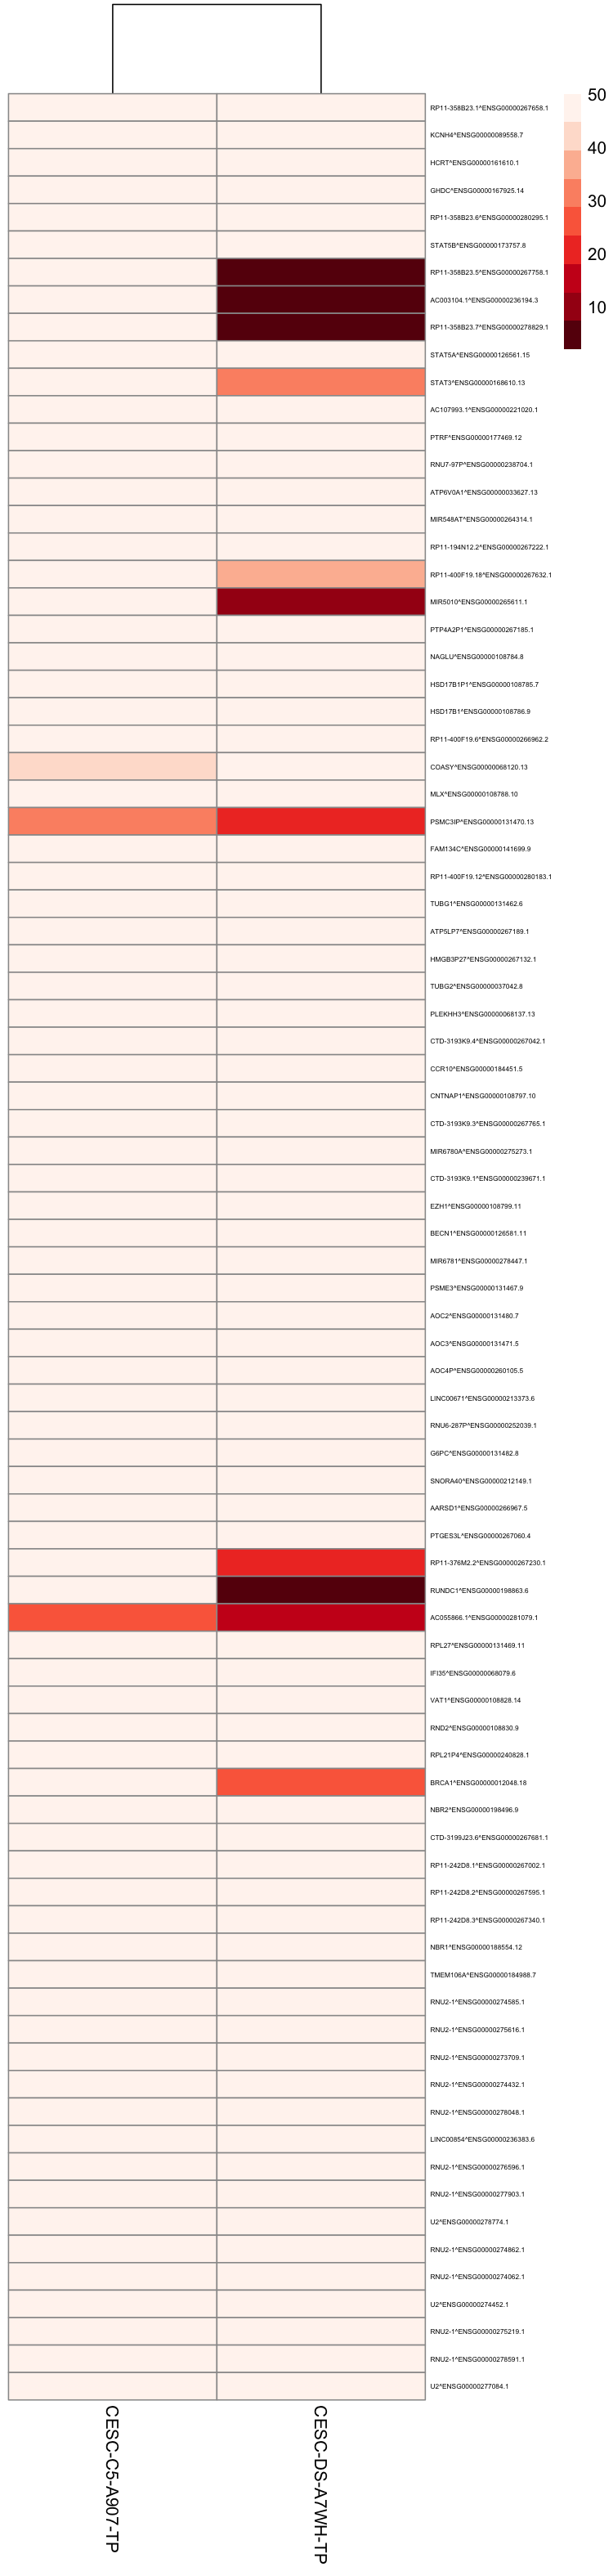 50
40
30
20
10
RP11-358B23.1^ENSG00000267658.1
KCNH4^ENSG00000089558.7
HCRT^ENSG00000161610.1
GHDC^ENSG00000167925.14
RP11-358B23.6^ENSG00000280295.1
STAT5B^ENSG00000173757.8
RP11-358B23.5^ENSG00000267758.1
AC003104.1^ENSG00000236194.3
RP11-358B23.7^ENSG00000278829.1
STAT5A^ENSG00000126561.15
STAT3^ENSG00000168610.13
AC107993.1^ENSG00000221020.1
PTRF^ENSG00000177469.12
RNU7-97P^ENSG00000238704.1
ATP6V0A1^ENSG00000033627.13
MIR548AT^ENSG00000264314.1
RP11-194N12.2^ENSG00000267222.1
RP11-400F19.18^ENSG00000267632.1
MIR5010^ENSG00000265611.1
PTP4A2P1^ENSG00000267185.1
NAGLU^ENSG00000108784.8
HSD17B1P1^ENSG00000108785.7
HSD17B1^ENSG00000108786.9
RP11-400F19.6^ENSG00000266962.2
COASY^ENSG00000068120.13
MLX^ENSG00000108788.10
PSMC3IP^ENSG00000131470.13
FAM134C^ENSG00000141699.9
RP11-400F19.12^ENSG00000280183.1
TUBG1^ENSG00000131462.6
ATP5LP7^ENSG00000267189.1
HMGB3P27^ENSG00000267132.1
TUBG2^ENSG00000037042.8
PLEKHH3^ENSG00000068137.13
CTD-3193K9.4^ENSG00000267042.1
CCR10^ENSG00000184451.5
CNTNAP1^ENSG00000108797.10
CTD-3193K9.3^ENSG00000267765.1
MIR6780A^ENSG00000275273.1
CTD-3193K9.1^ENSG00000239671.1
EZH1^ENSG00000108799.11
BECN1^ENSG00000126581.11
MIR6781^ENSG00000278447.1
PSME3^ENSG00000131467.9
AOC2^ENSG00000131480.7
AOC3^ENSG00000131471.5
AOC4P^ENSG00000260105.5
LINC00671^ENSG00000213373.6
RNU6-287P^ENSG00000252039.1
G6PC^ENSG00000131482.8
SNORA40^ENSG00000212149.1
AARSD1^ENSG00000266967.5
PTGES3L^ENSG00000267060.4
RP11-376M2.2^ENSG00000267230.1
RUNDC1^ENSG00000198863.6
AC055866.1^ENSG00000281079.1
RPL27^ENSG00000131469.11
IFI35^ENSG00000068079.6
VAT1^ENSG00000108828.14
RND2^ENSG00000108830.9
RPL21P4^ENSG00000240828.1
BRCA1^ENSG00000012048.18
NBR2^ENSG00000198496.9
CTD-3199J23.6^ENSG00000267681.1
RP11-242D8.1^ENSG00000267002.1
RP11-242D8.2^ENSG00000267595.1
RP11-242D8.3^ENSG00000267340.1
NBR1^ENSG00000188554.12
TMEM106A^ENSG00000184988.7
RNU2-1^ENSG00000274585.1
RNU2-1^ENSG00000275616.1
RNU2-1^ENSG00000273709.1
RNU2-1^ENSG00000274432.1
RNU2-1^ENSG00000278048.1
LINC00854^ENSG00000236383.6
RNU2-1^ENSG00000276596.1
RNU2-1^ENSG00000277903.1
U2^ENSG00000278774.1
RNU2-1^ENSG00000274862.1
RNU2-1^ENSG00000274062.1
U2^ENSG00000274452.1
RNU2-1^ENSG00000275219.1
RNU2-1^ENSG00000278591.1
U2^ENSG00000277084.1
CESC-C5-A907-TP
CESC-DS-A7WH-TP